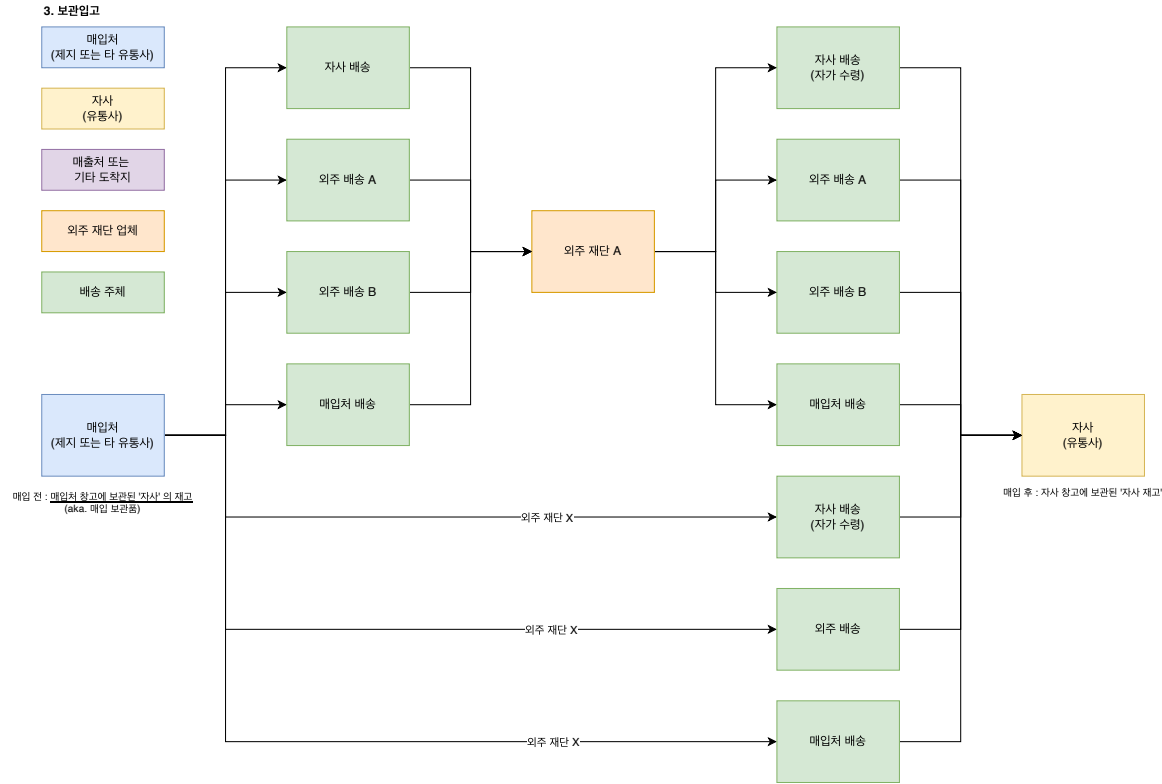 3. 보관입고
매입처
(제지 또는 타 유통사)
자사
(유통사)
매출처 또는
기타 도착지
외주 재단 업체
배송 주체
매입처
(제지 또는 타 유통사)
매입 전 : 매입처 창고에 보관된 '자사' 의 재고
(aka. 매입 보관품)
자사 배송
외주 배송 A
외주 배송 B
매입처 배송
외주 재단 A
자사 배송
(자가 수령)
외주 배송 A
외주 배송 B
매입처 배송
외주 재단 X
자사 배송
(자가 수령)
외주 재단 X
외주 배송
외주 재단 X
매입처 배송
자사
(유통사)
매입 후 : 자사 창고에 보관된 '자사 재고'